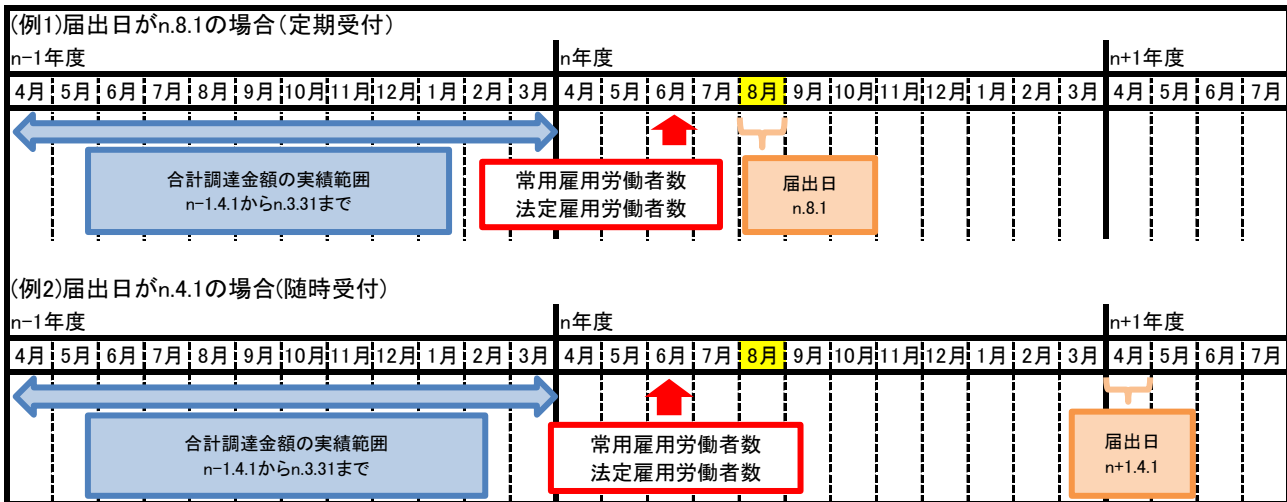 (例1)届出日がn.8.1の場合(定期受付)
n-1年度 n年度 n+1年度
4月 5月 6月 7月 8月 9月 10月 11月 12月 1月 2月 3月 4月 5月 6月 7月 8月 9月 10月 11月 12月 1月 2月 3月 4月 5月 6月 7月
合計調達金額の実績範囲
n-1.4.1からn.3.31まで
常用雇用労働者数
法定雇用労働者数
届出日
n.8.1
(例2)届出日がn.4.1の場合(随時受付)
n-1年度 n年度 n+1年度
4月 5月 6月 7月 8月 9月 10月 11月 12月 1月 2月 3月 4月 5月 6月 7月 8月 9月 10月 11月 12月 1月 2月 3月 4月 5月 6月 7月
合計調達金額の実績範囲
n-1.4.1からn.3.31まで
常用雇用労働者数
法定雇用労働者数
届出日
n+1.4.1